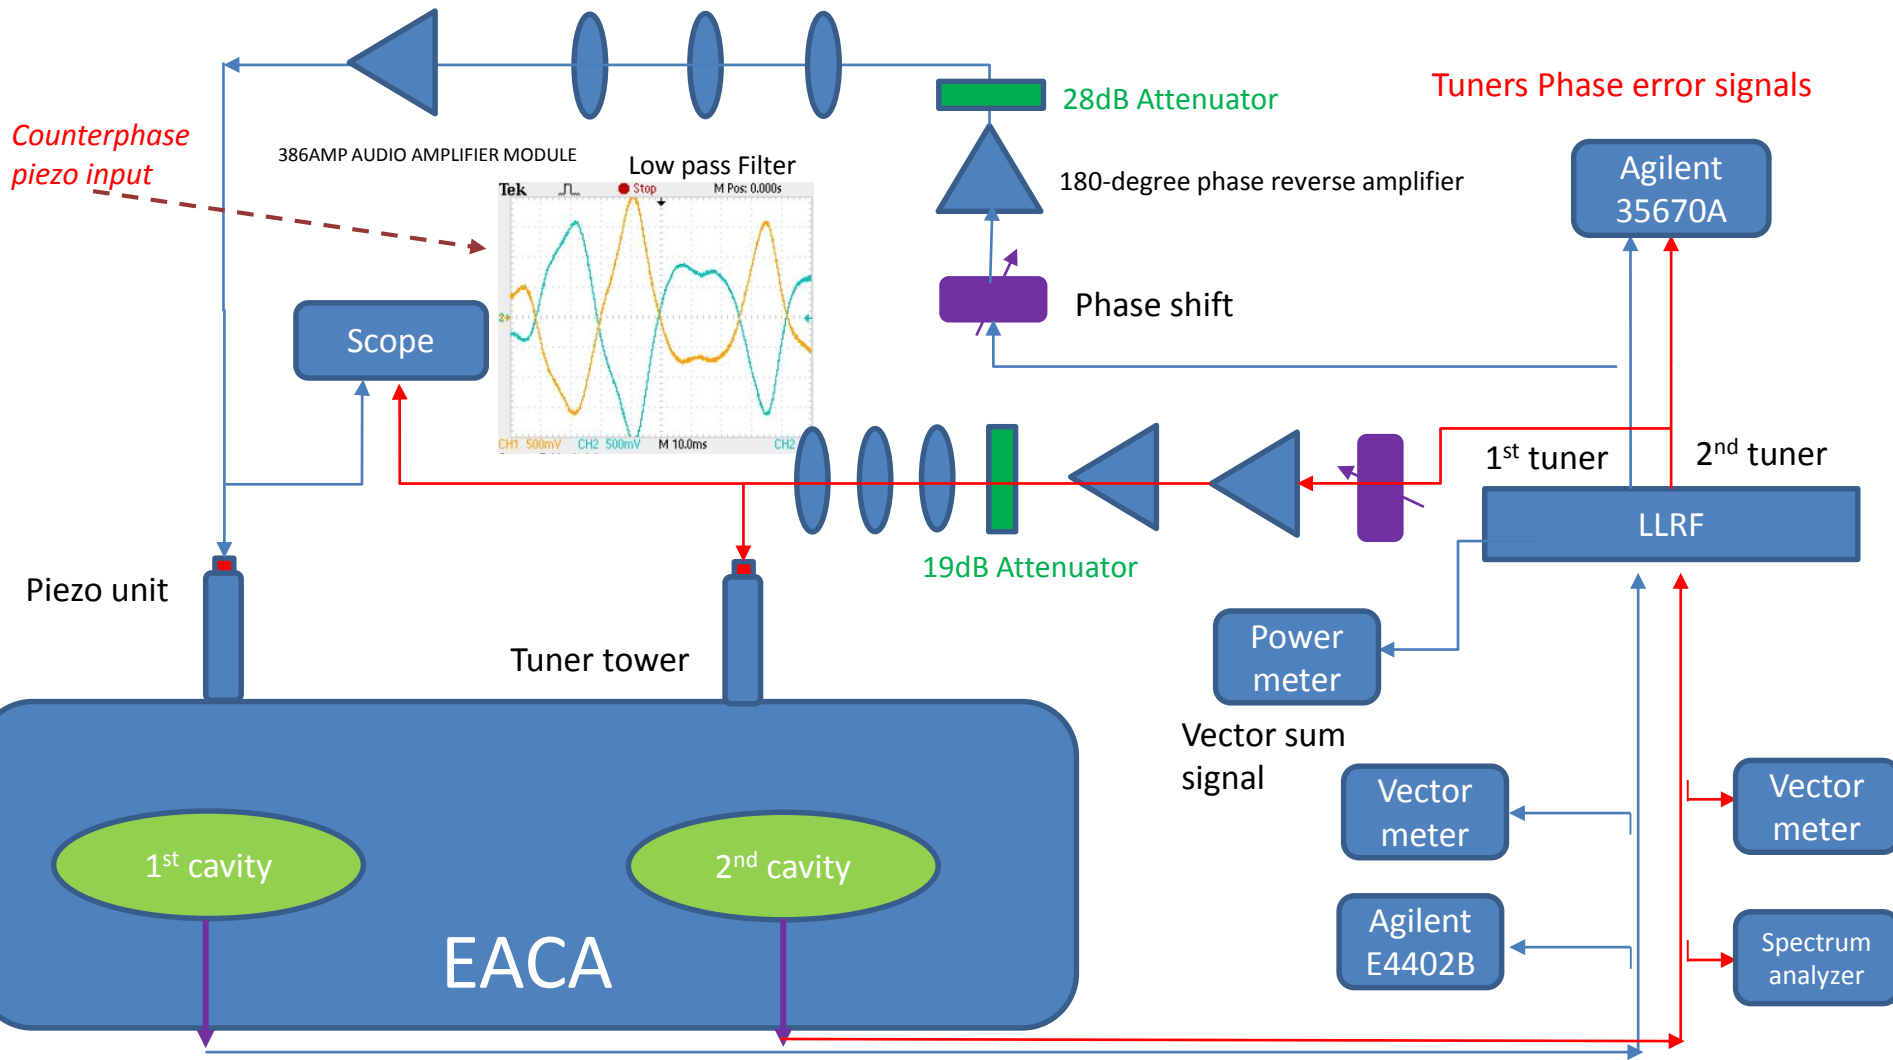 28dB Attenuator
Tuners Phase error signals
Counterphase
piezo input
386AMP AUDIO AMPLIFIER MODULE
Low pass Filter
180-degree phase reverse amplifier
Agilent
35670A
Tek
Stop
M Pos: 0.000s
2
CH1 500mV
CH2 500mV
M 10.0ms
CH2
Scope
Phase shift
1st tuner
2nd tuner
LLRF
19dB Attenuator
Piezo unit
Tuner tower
Power
meter
Vector sum
signal
Vector
meter
Vector
meter
1st cavity
2nd cavity
EACA
Agilent
E4402B
Spectrum
analyzer